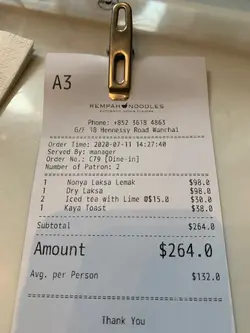 A3
REMPAH NOODLES
Phone: +852 3618 4863
G/F 18 Hennessy Road Wanchai
Order Time: 2020-07-11 14:27:40
Served By: manager
Order No.: C79 [Dine-in]
Number of Patron: 2
1 Nonya Laksa Lemak $98.0
1 Dry Laksa $98.0
2 Iced tea with Lime @$15.0 $30.0
1 Kaya Toast $38.0
Subtotal $264.0
Amount $264.0
Avg. per Person $132.0
Thank You